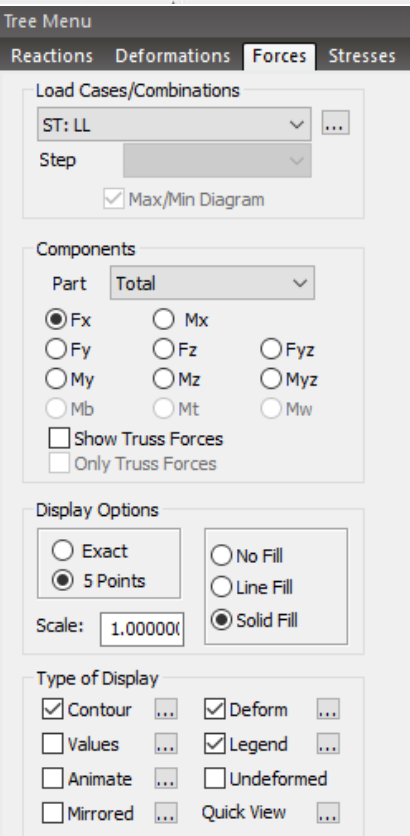 Tree Menu
Reactions Deformations Forces Stresses
Load Cases/Combinations
ST: LL ...
Step
Max/Min Diagram
Components
Part Total
Fx Mx
Fy Fz Fyz
My Mz Myz
Mb Mt Mw
Show Truss Forces
Only Truss Forces
Display Options
Exact
5 Points
No Fill
Line Fill
Solid Fill
Scale: 1.000000
Type of Display
Contour ... Deform ...
Values ... Legend ...
Animate ... Undeformed
Mirrored ... Quick View ...